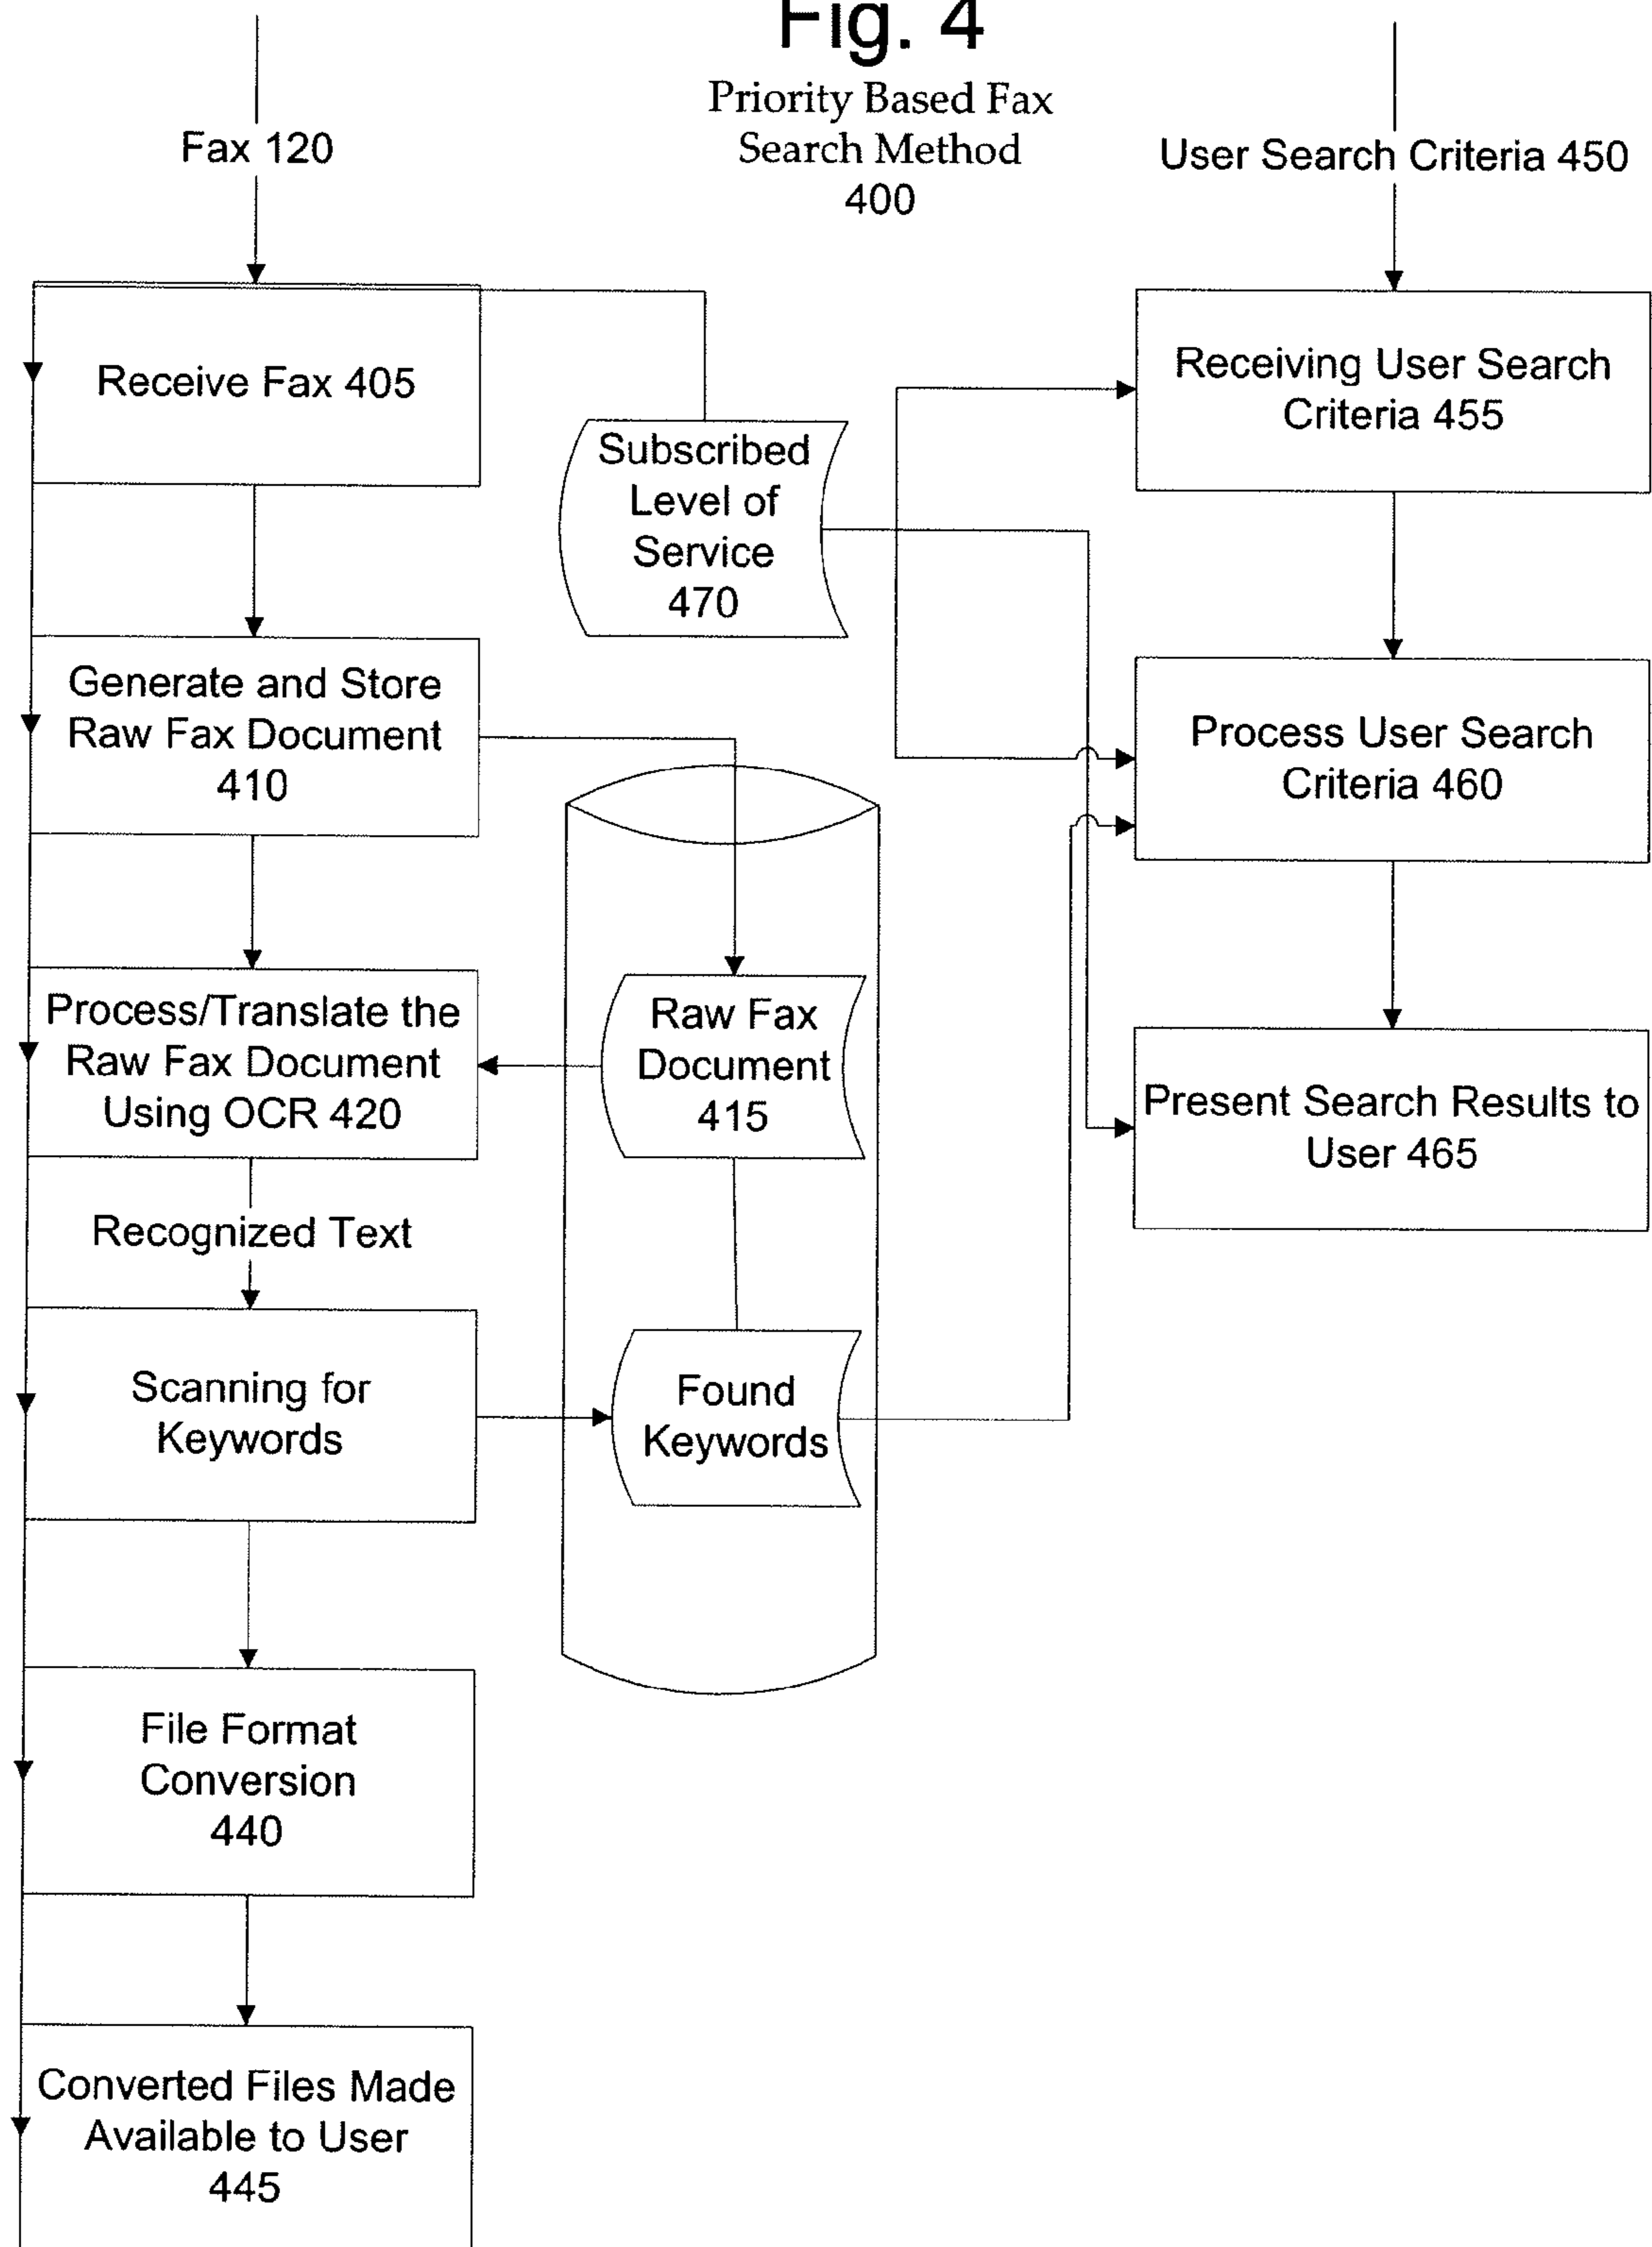 Fig. 4
Priority Based Fax
Search Method
400
Fax 120
User Search Criteria 450
Receive Fax 405
Subscribed
Level of
Service
470
Receiving User Search
Criteria 455
Generate and Store
Raw Fax Document
410
Process User Search
Criteria 460
Process/Translate the
Raw Fax Document
Using OCR 420
Raw Fax
Document
415
Present Search Results to
User 465
Recognized Text
Scanning for
Keywords
Found
Keywords
File Format
Conversion
440
Converted Files Made
Available to User
445